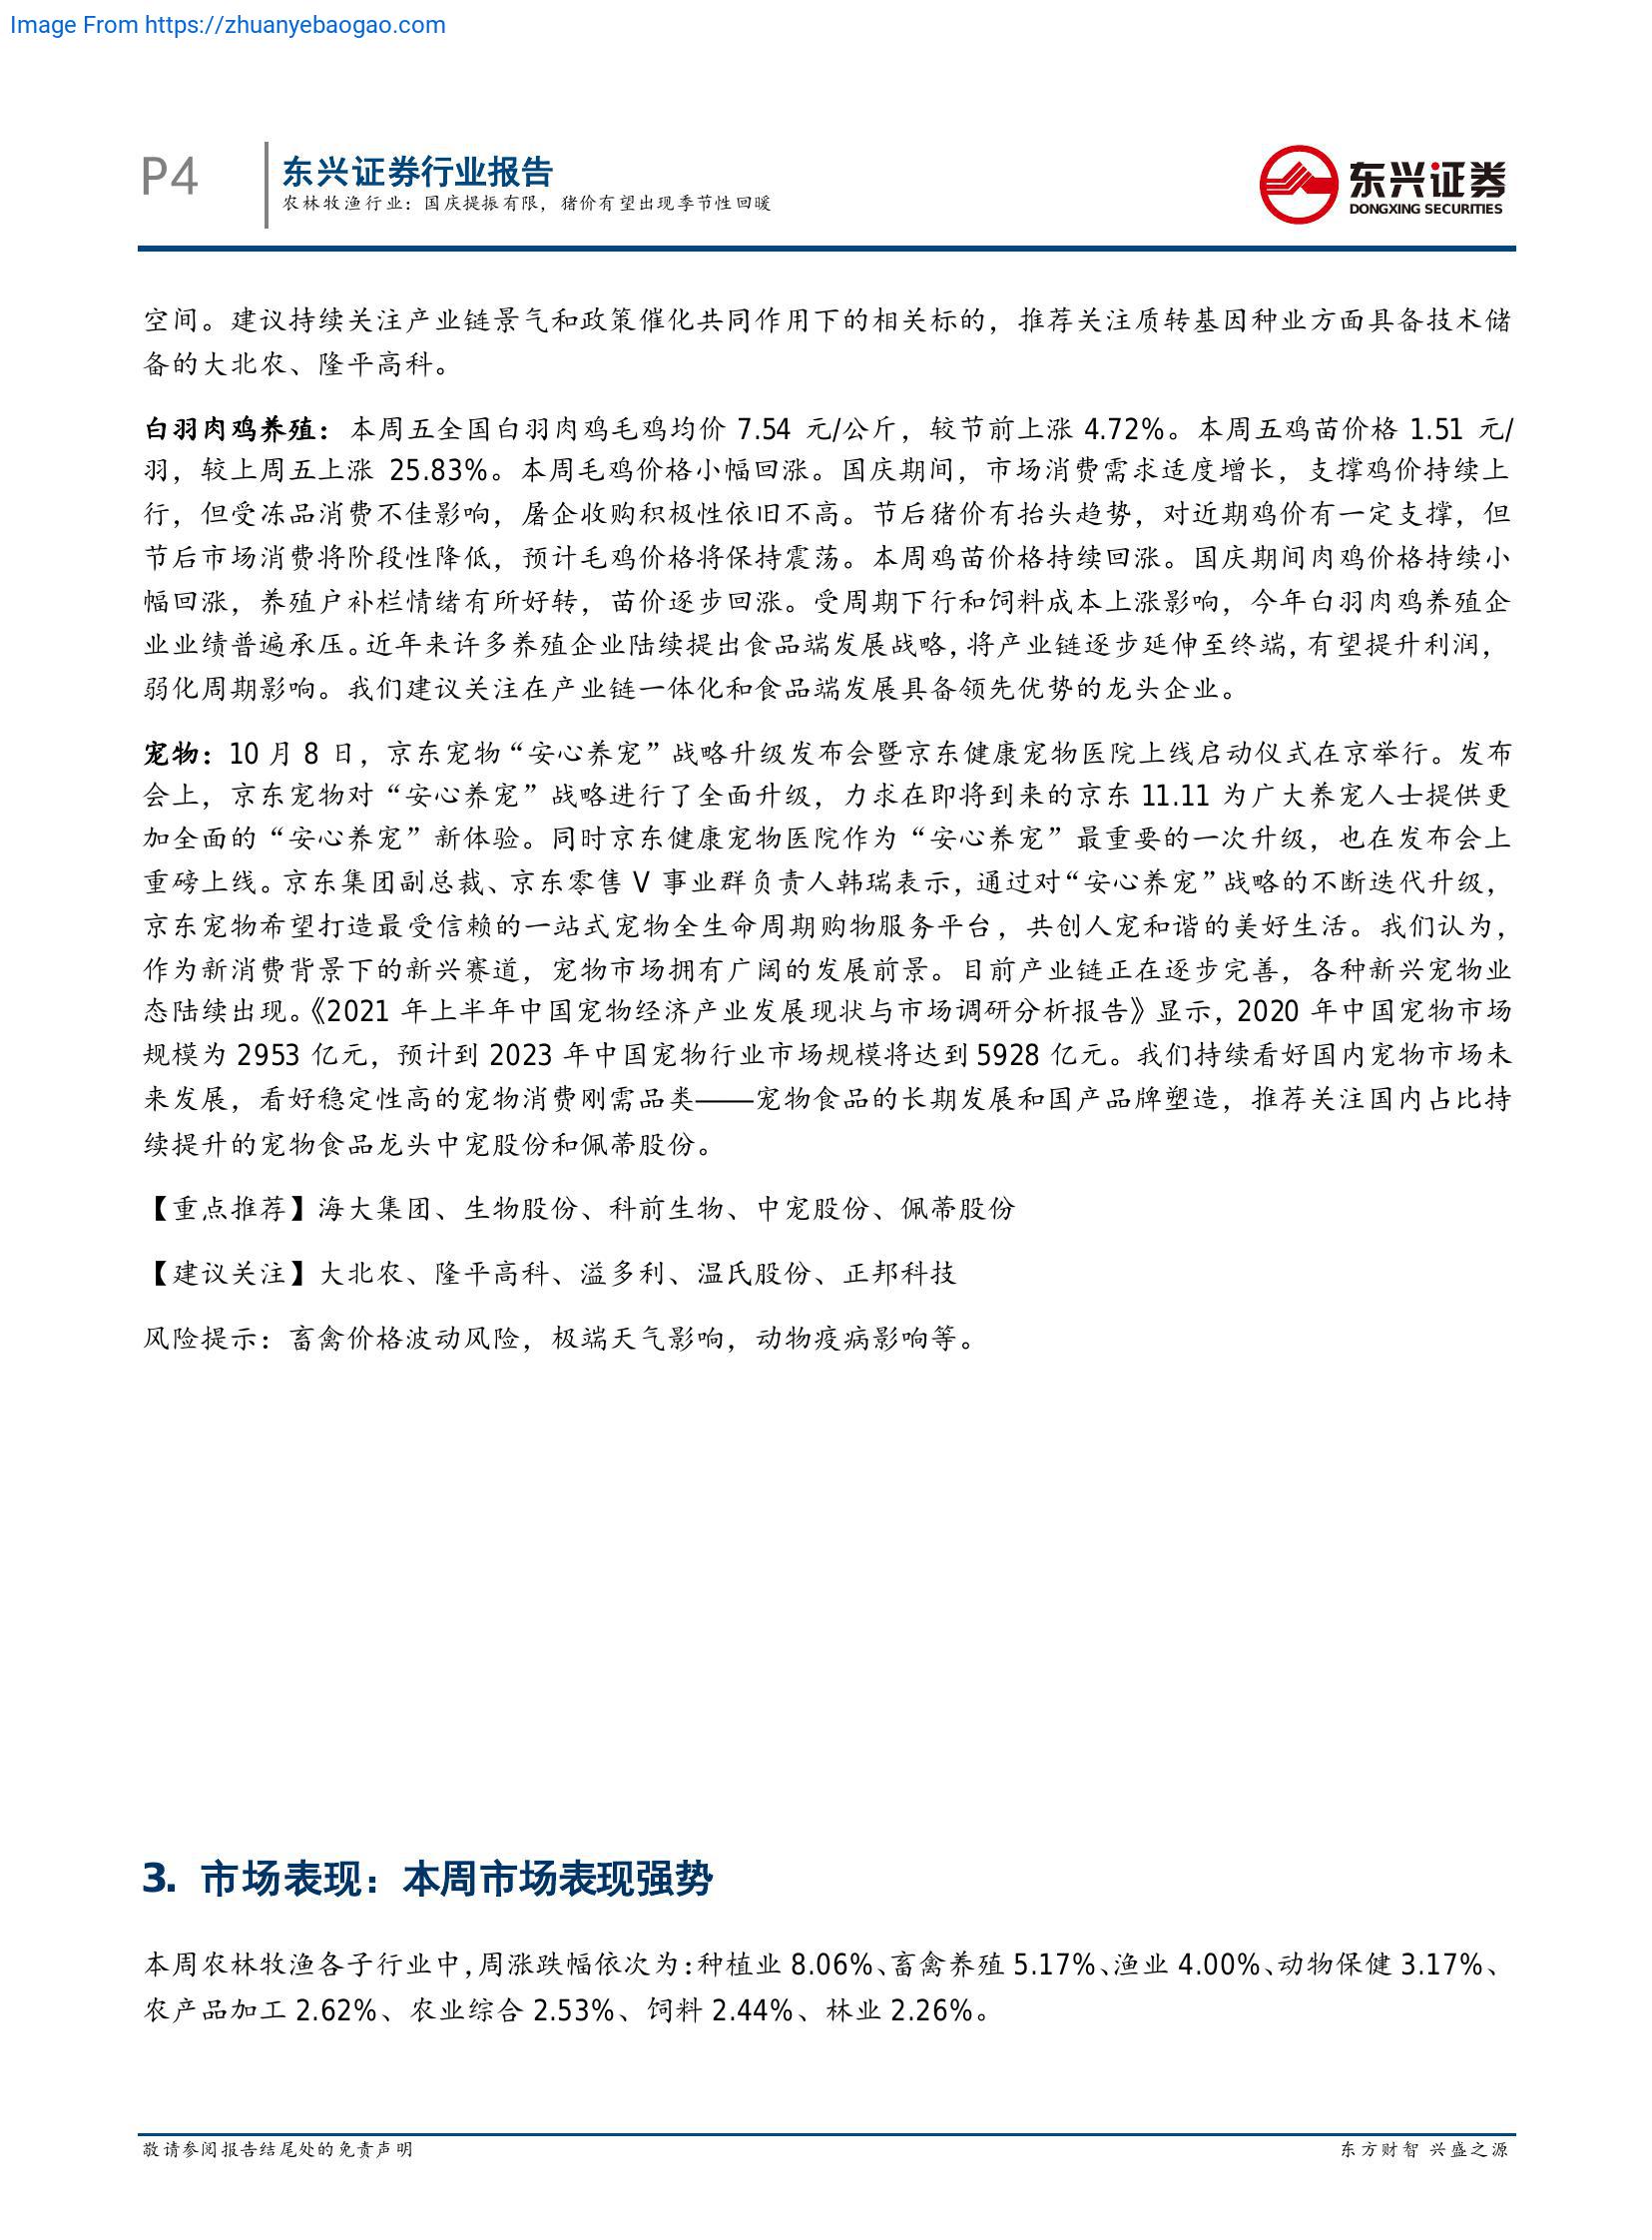 Image From https://zhuanyebaogao.com
P4
东兴证券行业报告
农林牧渔行业：国庆提振有限，猪价有望出现季节性回暖
东兴证券
DONGXING SECURITIES
空间。建议持续关注产业链景气和政策催化共同作用下的相关标的，推荐关注质转基因种业方面具备技术储
备的大北农、隆平高科。
白羽肉鸡养殖：本周五全国白羽肉鸡毛鸡均价 7.54 元/公斤，较节前上涨 4.72%。本周五鸡苗价格 1.51 元/
羽，较上周五上涨 25.83%。本周毛鸡价格小幅回涨。国庆期间，市场消费需求适度增长，支撑鸡价持续上
行，但受冻品消费不佳影响，屠企收购积极性依旧不高。节后猪价有抬头趋势，对近期鸡价有一定支撑，但
节后市场消费将阶段性降低，预计毛鸡价格将保持震荡。本周鸡苗价格持续回涨。国庆期间肉鸡价格持续小
幅回涨，养殖户补栏情绪有所好转，苗价逐步回涨。受周期下行和饲料成本上涨影响，今年白羽肉鸡养殖企
业业绩普遍承压。近年来许多养殖企业陆续提出食品端发展战略，将产业链逐步延伸至终端，有望提升利润，
弱化周期影响。我们建议关注在产业链一体化和食品端发展具备领先优势的龙头企业。
宠物：10 月 8 日，京东宠物“安心养宠”战略升级发布会暨京东健康宠物医院上线启动仪式在京举行。发布
会上，京东宠物对“安心养宠”战略进行了全面升级，力求在即将到来的京东 11.11 为广大养宠人士提供更
加全面的“安心养宠”新体验。同时京东健康宠物医院作为“安心养宠”最重要的一次升级，也在发布会上
重磅上线。京东集团副总裁、京东零售 V 事业群负责人韩瑞表示，通过对“安心养宠”战略的不断迭代升级，
京东宠物希望打造最受信赖的一站式宠物全生命周期购物服务平台，共创人宠和谐的美好生活。我们认为，
作为新消费背景下的新兴赛道，宠物市场拥有广阔的发展前景。目前产业链正在逐步完善，各种新兴宠物业
态陆续出现。《2021 年上半年中国宠物经济产业发展现状与市场调研分析报告》显示，2020 年中国宠物市场
规模为 2953 亿元，预计到 2023 年中国宠物行业市场规模将达到 5928 亿元。我们持续看好国内宠物市场未
来发展，看好稳定性高的宠物消费刚需品类——宠物食品的长期发展和国产品牌塑造，推荐关注国内占比持
续提升的宠物食品龙头中宠股份和佩蒂股份。
【重点推荐】海大集团、生物股份、科前生物、中宠股份、佩蒂股份
【建议关注】大北农、隆平高科、溢多利、温氏股份、正邦科技
风险提示：畜禽价格波动风险，极端天气影响，动物疫病影响等。
3. 市场表现：本周市场表现强势
本周农林牧渔各子行业中，周涨跌幅依次为：种植业 8.06%、畜禽养殖 5.17%、渔业 4.00%、动物保健 3.17%、
农产品加工 2.62%、农业综合 2.53%、饲料 2.44%、林业 2.26%。
敬请参阅报告结尾处的免责声明
东方财智 兴盛之源